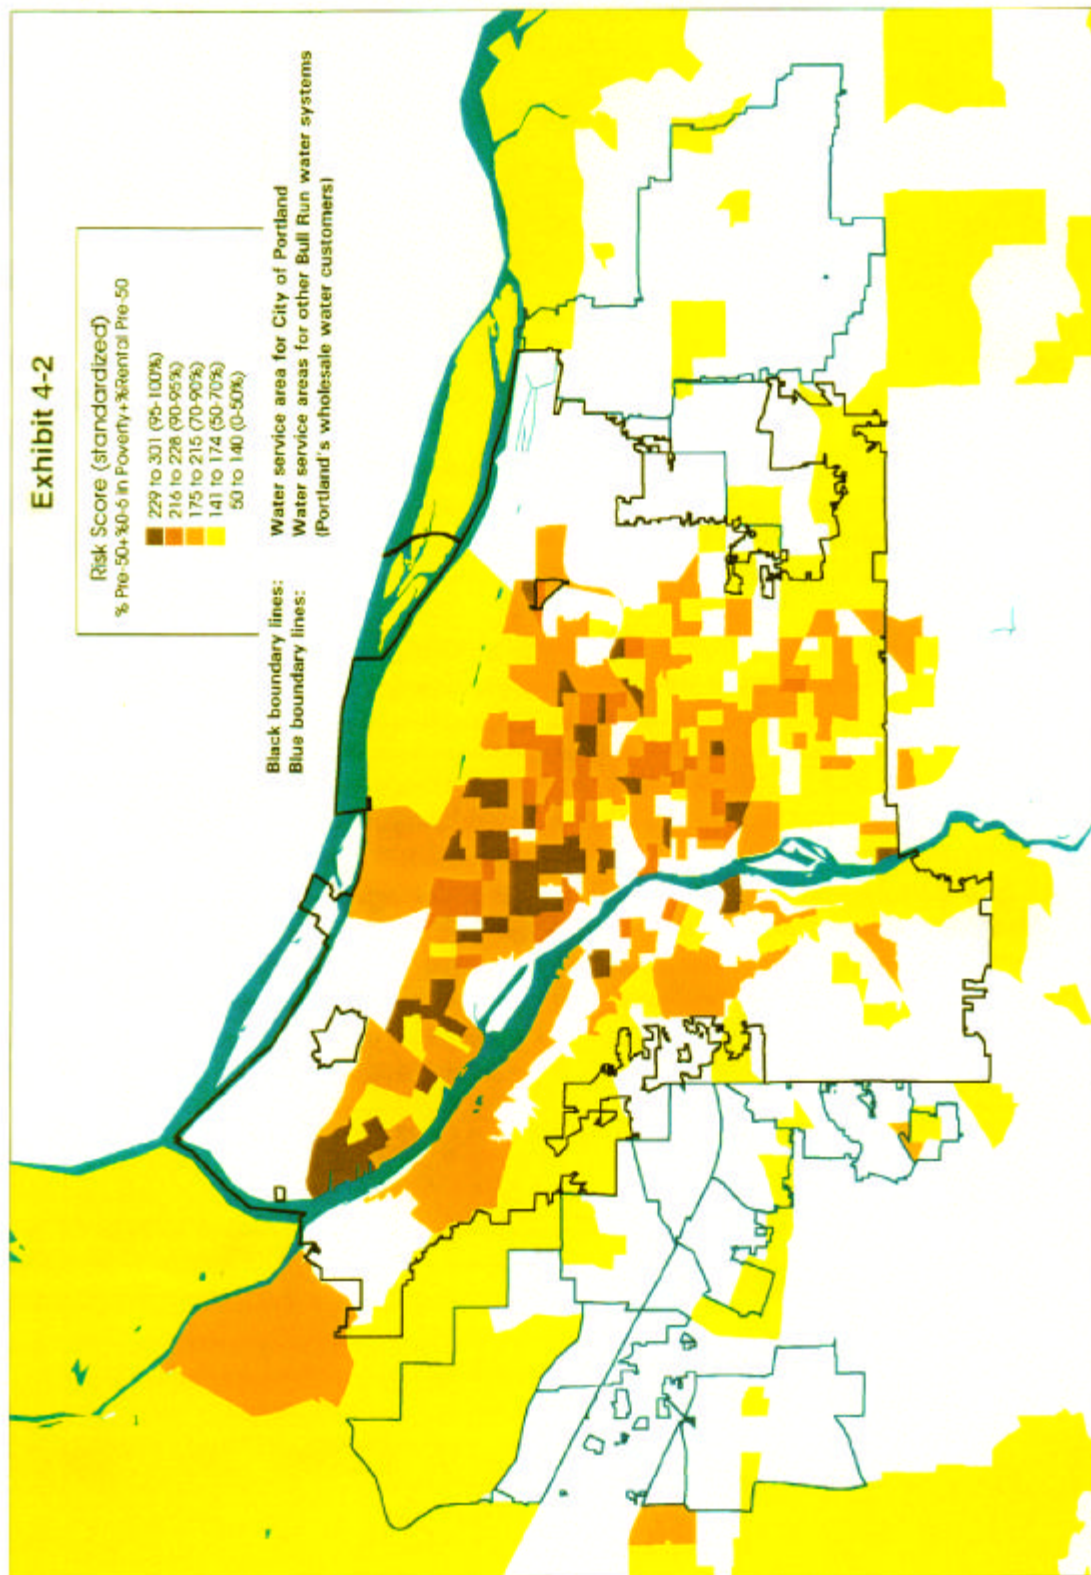 Exhibit 4-2
Risk Score (standardized)
% Pre-50+%0-6 in Poverty+%Rental Pre-50
229 to 301 (95-100%)
216 to 228 (90-95%)
175 to 215 (70-90%)
141 to 174 (50-70%)
50 to 140 (0-50%)
Black boundary lines: Water service area for City of Portland
Blue boundary lines: Water service areas for other Bull Run water systems
(Portland's wholesale water customers)